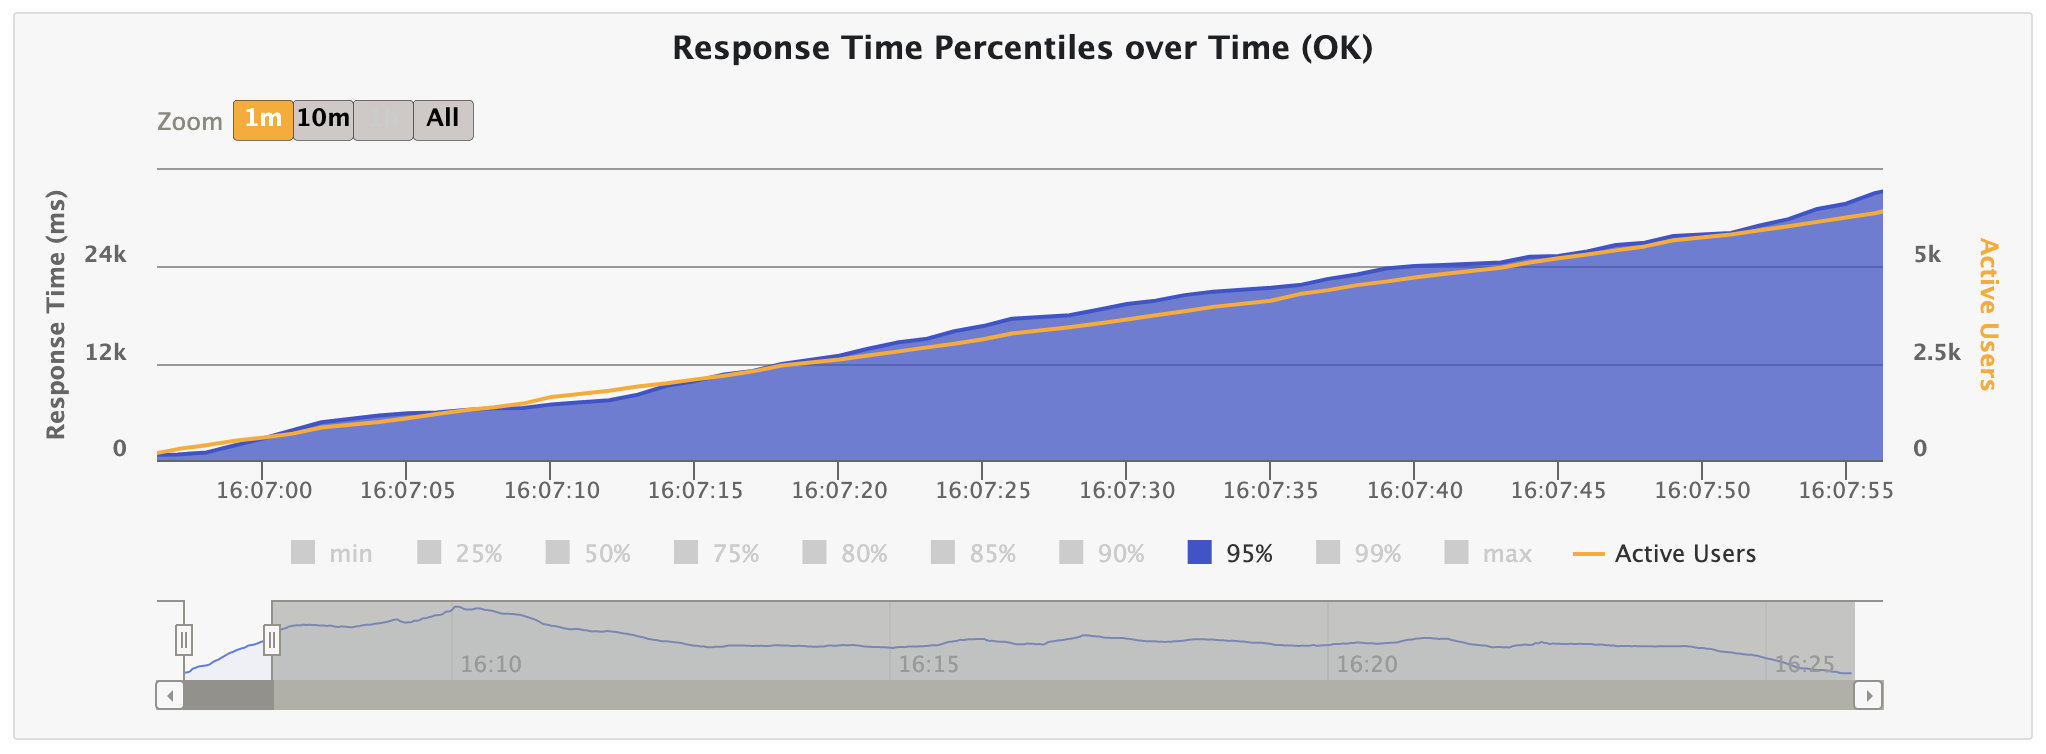 Response Time Percentiles over Time (OK)
Zoom 1m 10m All
Response Time (ms)
24k
12k
0
5k
2.5k
0
Active Users
16:07:00 16:07:05 16:07:10 16:07:15 16:07:20 16:07:25 16:07:30 16:07:35 16:07:40 16:07:45 16:07:50 16:07:55
min 25% 50% 75% 80% 85% 90% 95% 99% max Active Users
16:10 16:15 16:20 16:25